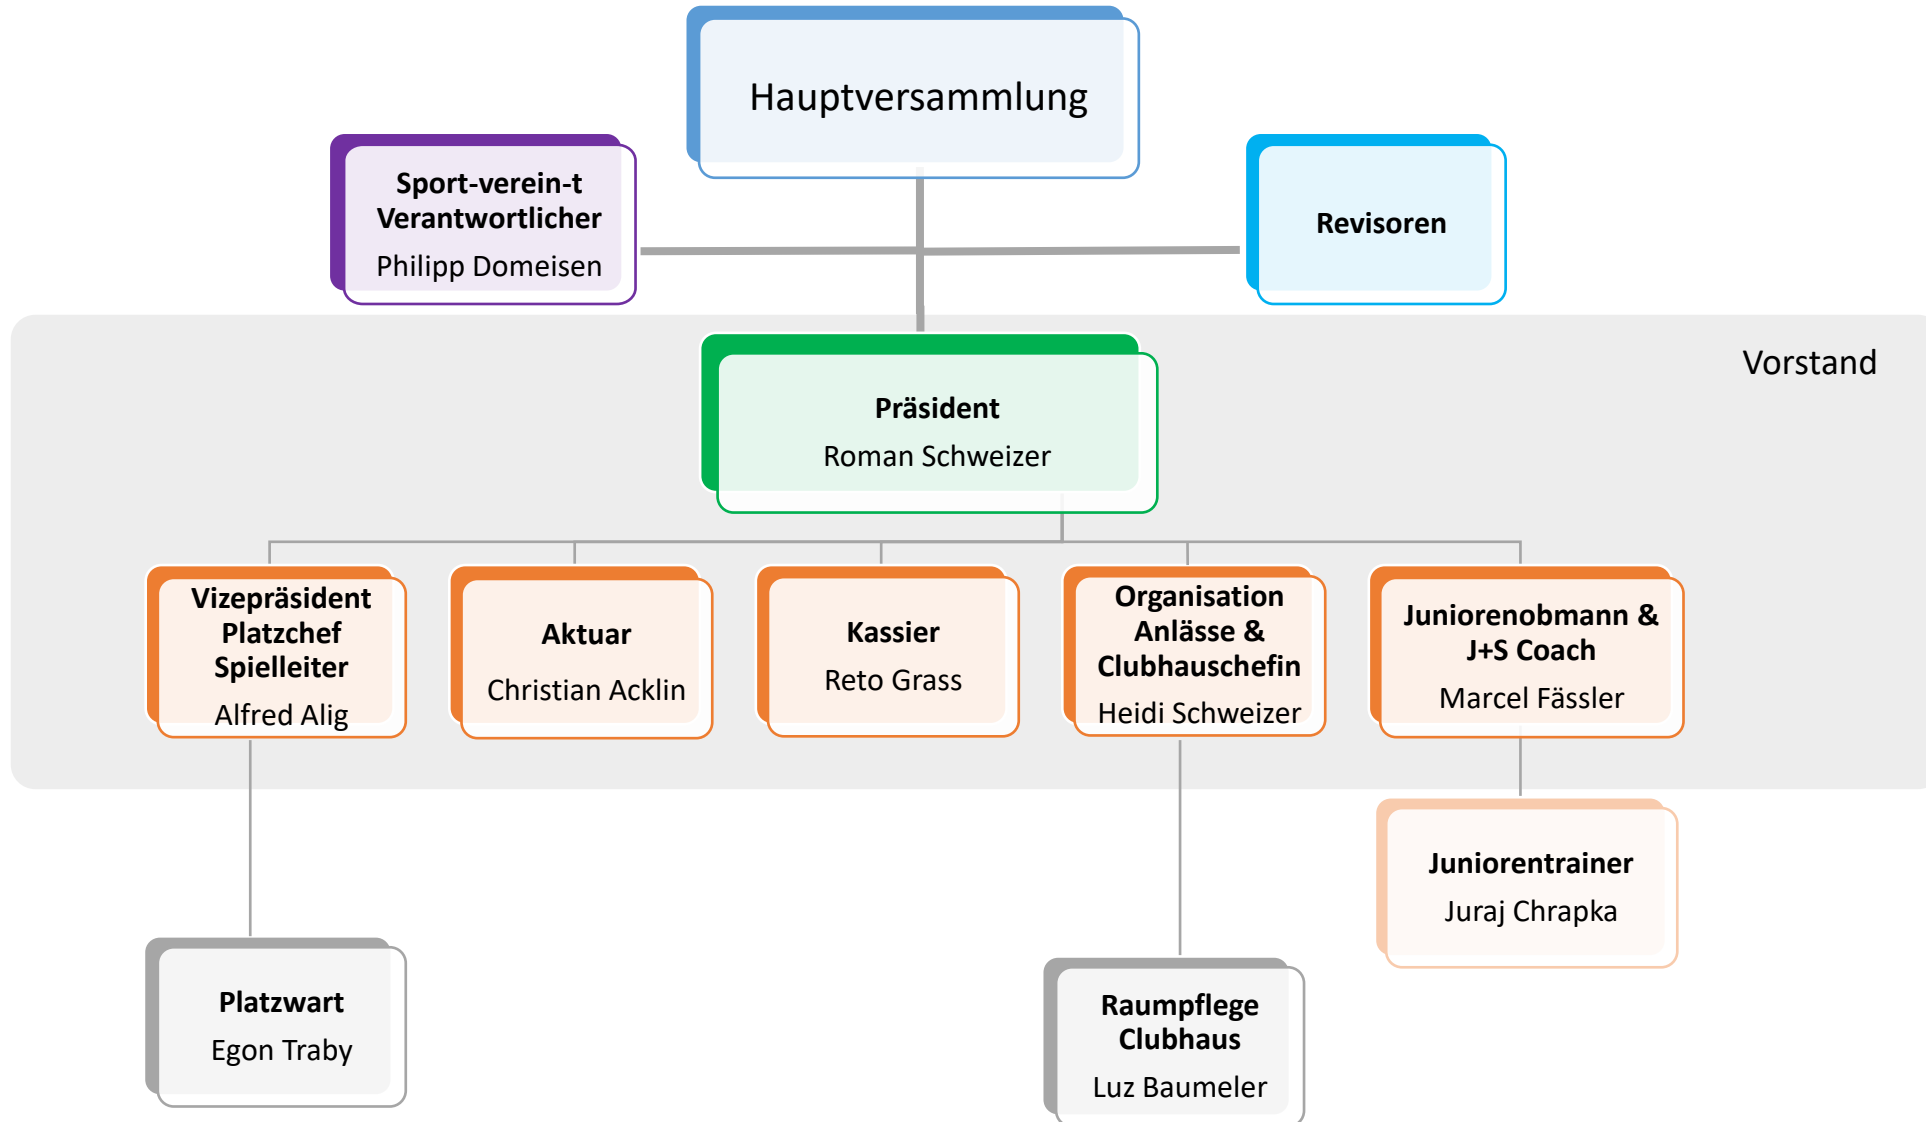 Hauptversammlung
Sport-verein-t
Verantwortlicher
Philipp Domeisen
Revisoren
Vorstand
Präsident
Roman Schweizer
Vizepräsident
Platzchef
Spielleiter
Alfred Alig
Aktuar
Christian Acklin
Kassier
Reto Grass
Organisation
Anlässe &
Clubhauschefin
Heidi Schweizer
Juniorenobmann &
J+S Coach
Marcel Fässler
Juniorentrainer
Juraj Chrapka
Platzwart
Egon Traby
Raumpflege
Clubhaus
Luz Baumeler